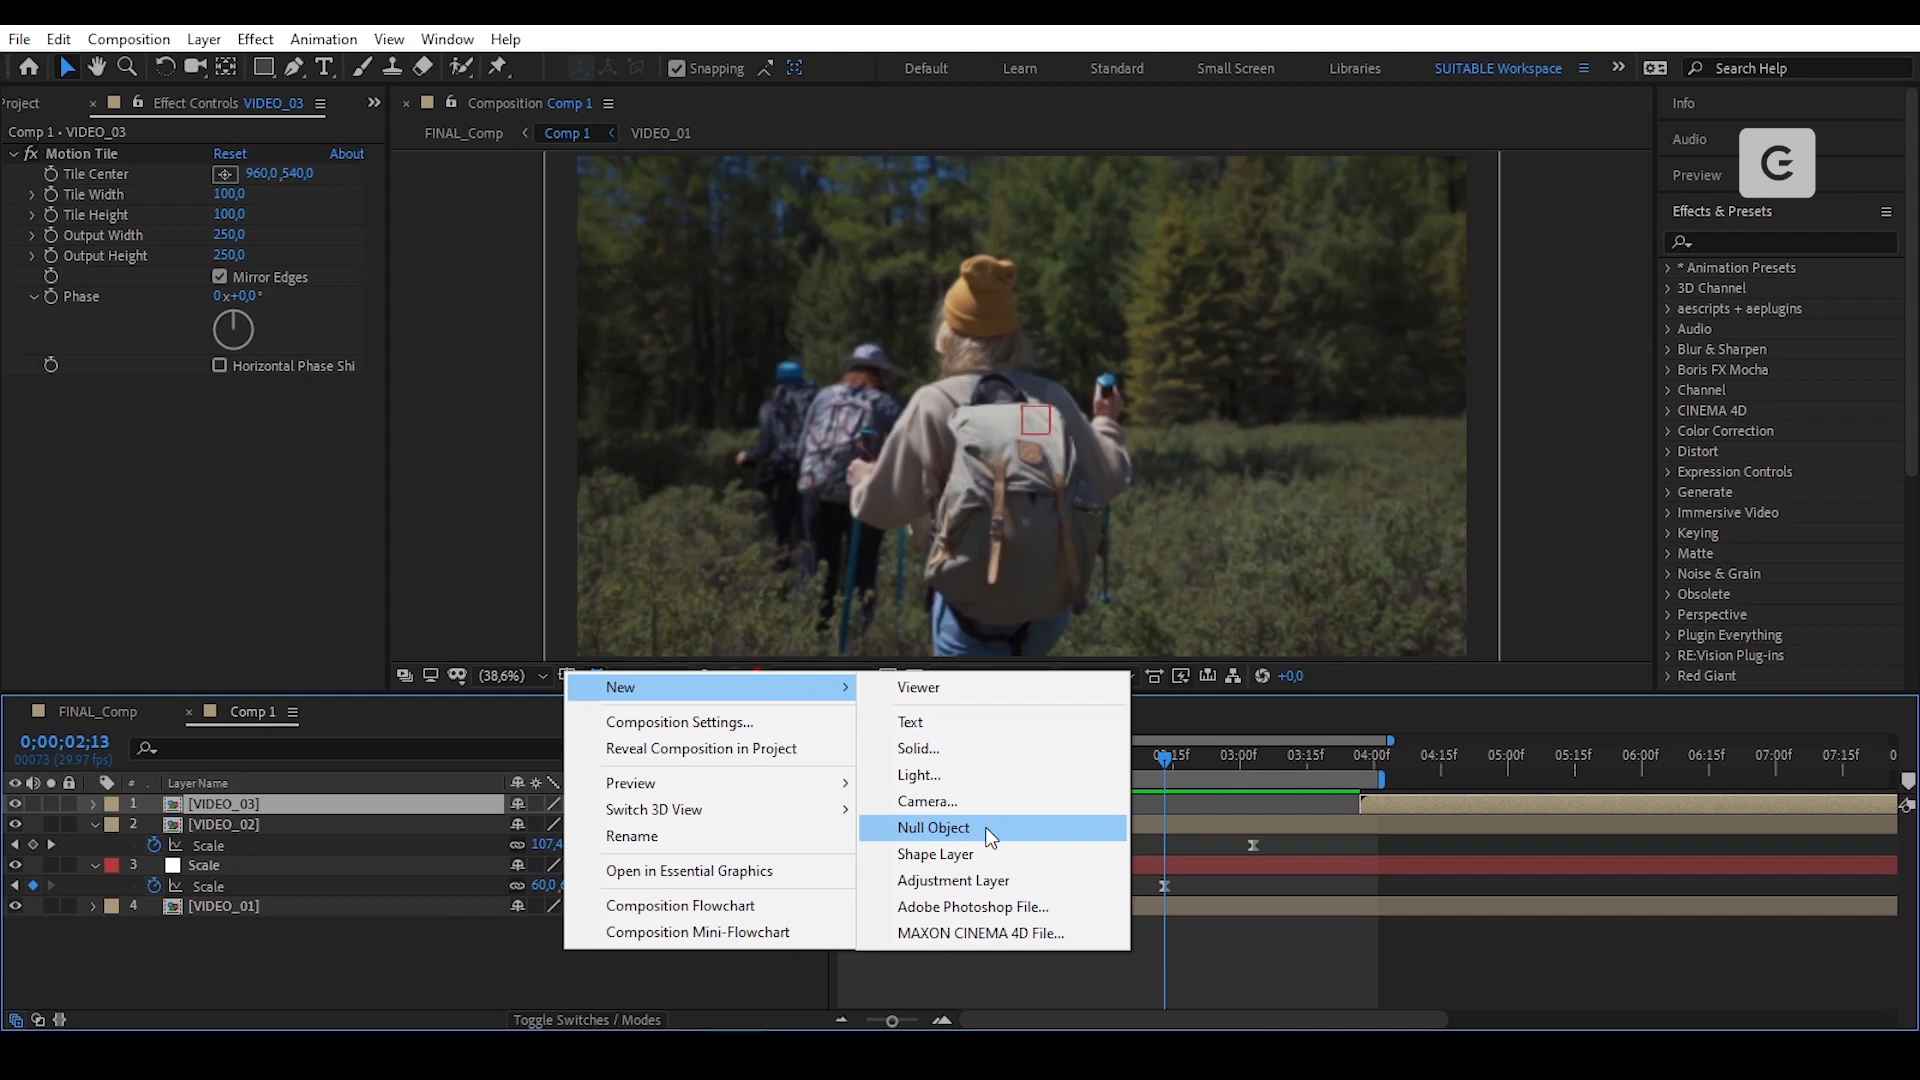 File Edit Composition Layer Effect Animation View Window Help
Snapping Default Learn Standard Small Screen Libraries SUITABLE Workspace Search Help
roject Effect Controls VIDEO_03
Composition Comp 1
Info
Comp 1 • VIDEO_03
FINAL_Comp Comp 1 VIDEO_01
Audio
Preview
Effects & Presets
fx Motion Tile Reset About
Tile Center 960,0 ,540,0
Tile Width 100,0
Tile Height 100,0
Output Width 250,0
Output Height 250,0
Mirror Edges
Phase 0x+0,0°
Horizontal Phase Shi
* Animation Presets
3D Channel
aescripts + aeplugins
Audio
Blur & Sharpen
Boris FX Mocha
Channel
CINEMA 4D
Color Correction
Distort
Expression Controls
Generate
Immersive Video
Keying
Matte
Noise & Grain
Obsolete
Perspective
Plugin Everything
RE:Vision Plug-ins
Red Giant
(38,6%) +0,0
New
Composition Settings...
Reveal Composition in Project
Preview
Switch 3D View
Rename
Open in Essential Graphics
Composition Flowchart
Composition Mini-Flowchart
Viewer
Text
Solid...
Light...
Camera...
Null Object
Shape Layer
Adjustment Layer
Adobe Photoshop File...
MAXON CINEMA 4D File...
FINAL_Comp Comp 1
0;00;02;13
00073 (29.97 fps)
02:15f 03:00f 03:15f 04:00f 04:15f 05:00f 05:15f 06:00f 06:15f 07:00f 07:15f 0
# Layer Name
1 [VIDEO_03]
2 [VIDEO_02]
Scale 107,4
3 Scale
Scale 60,0
4 [VIDEO_01]
Toggle Switches / Modes